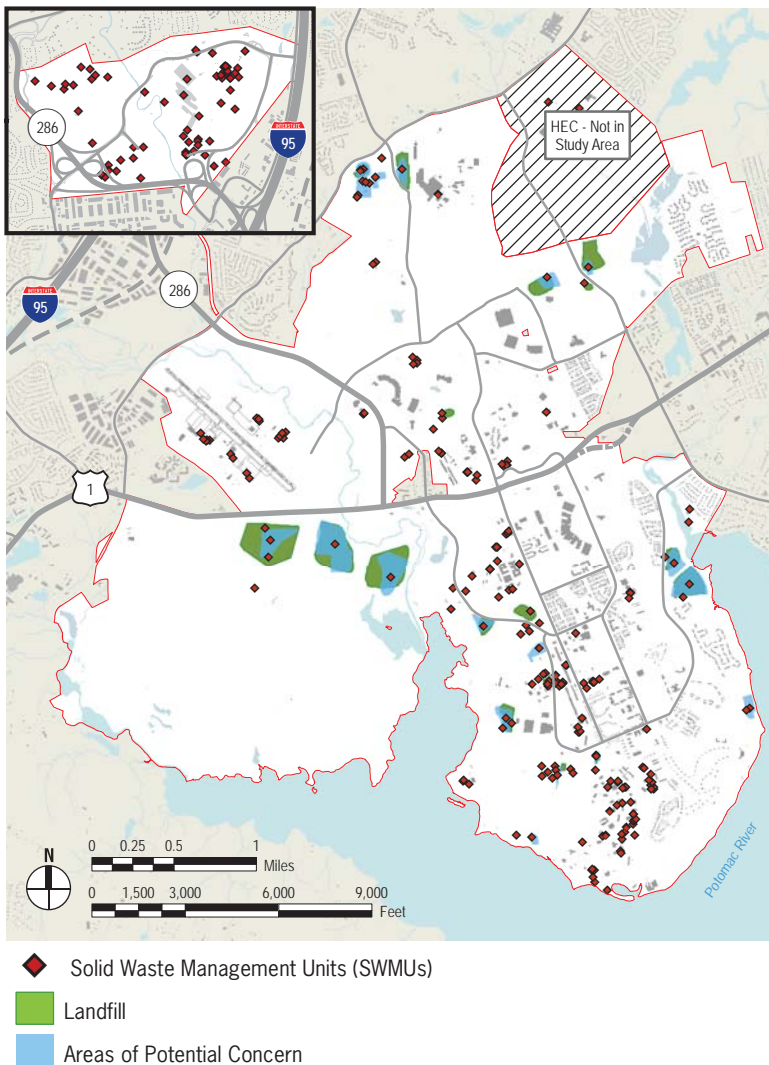 286
INTERSTATE
95
HEC - Not in
Study Area
INTERSTATE
95
286
1
N
0 0.25 0.5 1
Miles
0 1,500 3,000 6,000 9,000
Feet
Potomac River
Solid Waste Management Units (SWMUs)
Landfill
Areas of Potential Concern